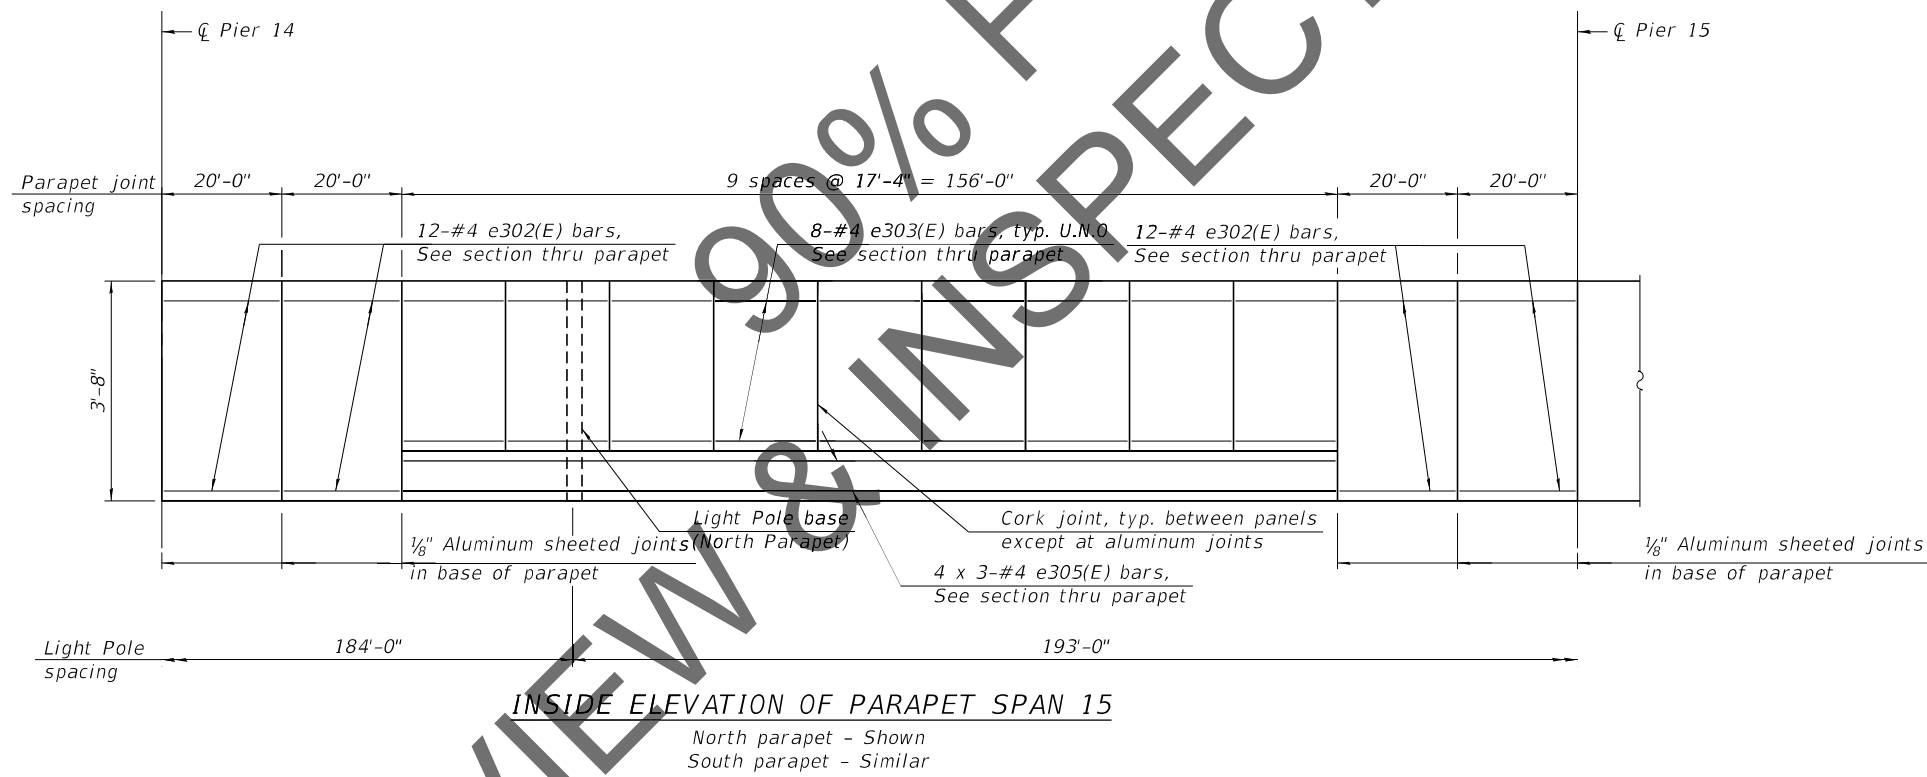 ℄ Pier 14
℄ Pier 15
Parapet joint
spacing
20'-0"
20'-0"
9 spaces @ 17'-4" = 156'-0"
20'-0"
20'-0"
12-#4 e302(E) bars,
See section thru parapet
8-#4 e303(E) bars, typ. U.N.O
See section thru parapet
12-#4 e302(E) bars,
See section thru parapet
3'-8"
Light Pole base
(North Parapet)
Cork joint, typ. between panels
except at aluminum joints
⅛" Aluminum sheeted joints
in base of parapet
⅛" Aluminum sheeted joints
in base of parapet
4 x 3-#4 e305(E) bars,
See section thru parapet
Light Pole
spacing
184'-0"
193'-0"
INSIDE ELEVATION OF PARAPET SPAN 15
North parapet - Shown
South parapet - Similar
90%
& INSPECT